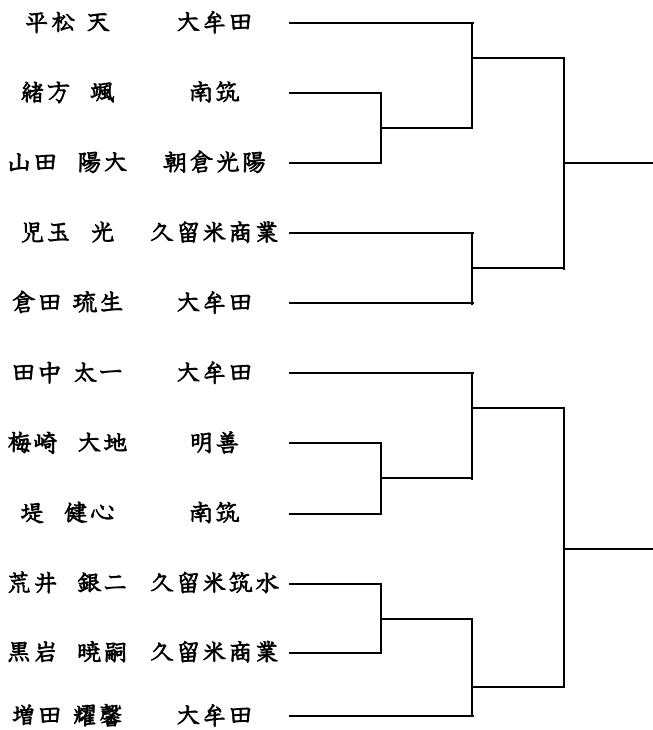 平松 天 大牟田
緒方 颯 南筑
山田 陽大 朝倉光陽
児玉 光 久留米商業
倉田 琉生 大牟田
田中 太一 大牟田
梅崎 大地 明善
堤 健心 南筑
荒井 銀二 久留米筑水
黒岩 暁嗣 久留米商業
増田 耀馨 大牟田